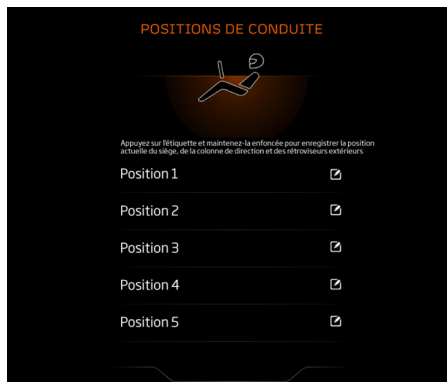 POSITIONS DE CONDUITE
Appuyez sur l'étiquette et maintenez-la enfoncée pour enregistrer la position
actuelle du siège, de la colonne de direction et des rétroviseurs extérieurs
Position 1
Position 2
Position 3
Position 4
Position 5